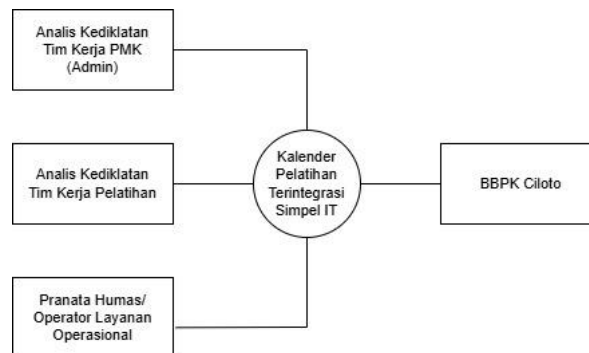 Analis Kediklatan
Tim Kerja PMK
(Admin)
Analis Kediklatan
Tim Kerja Pelatihan
Pranata Humas/
Operator Layanan
Operasional
Kalender
Pelatihan
Terintegrasi
Simpel IT
BBPK Ciloto